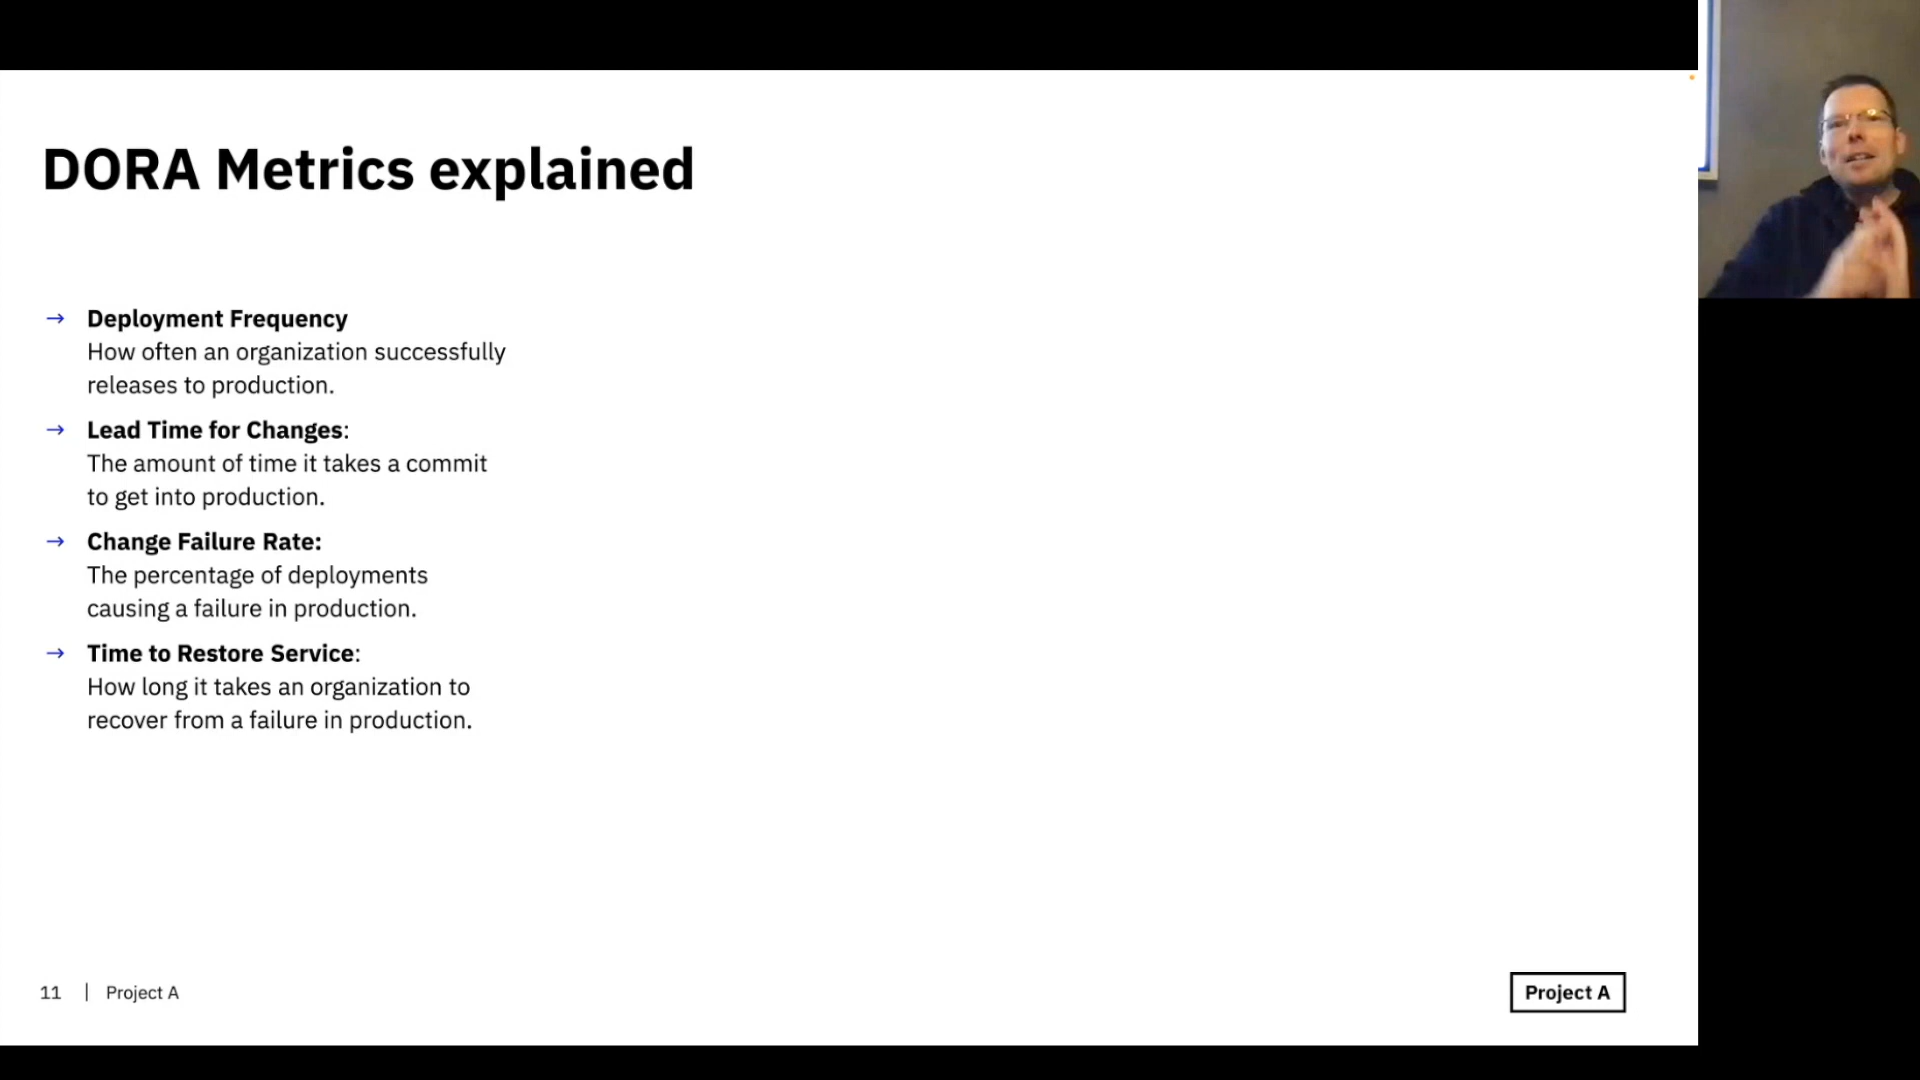 DORA Metrics explained
→ Deployment Frequency
How often an organization successfully
releases to production.
→ Lead Time for Changes:
The amount of time it takes a commit
to get into production.
→ Change Failure Rate:
The percentage of deployments
causing a failure in production.
→ Time to Restore Service:
How long it takes an organization to
recover from a failure in production.
11 | Project A
Project A